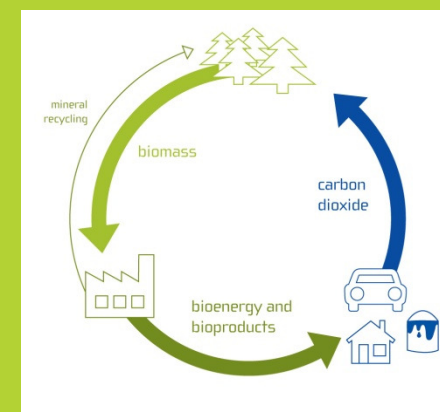 mineral
recycling
biomass
carbon
dioxide
bioenergy and
bioproducts